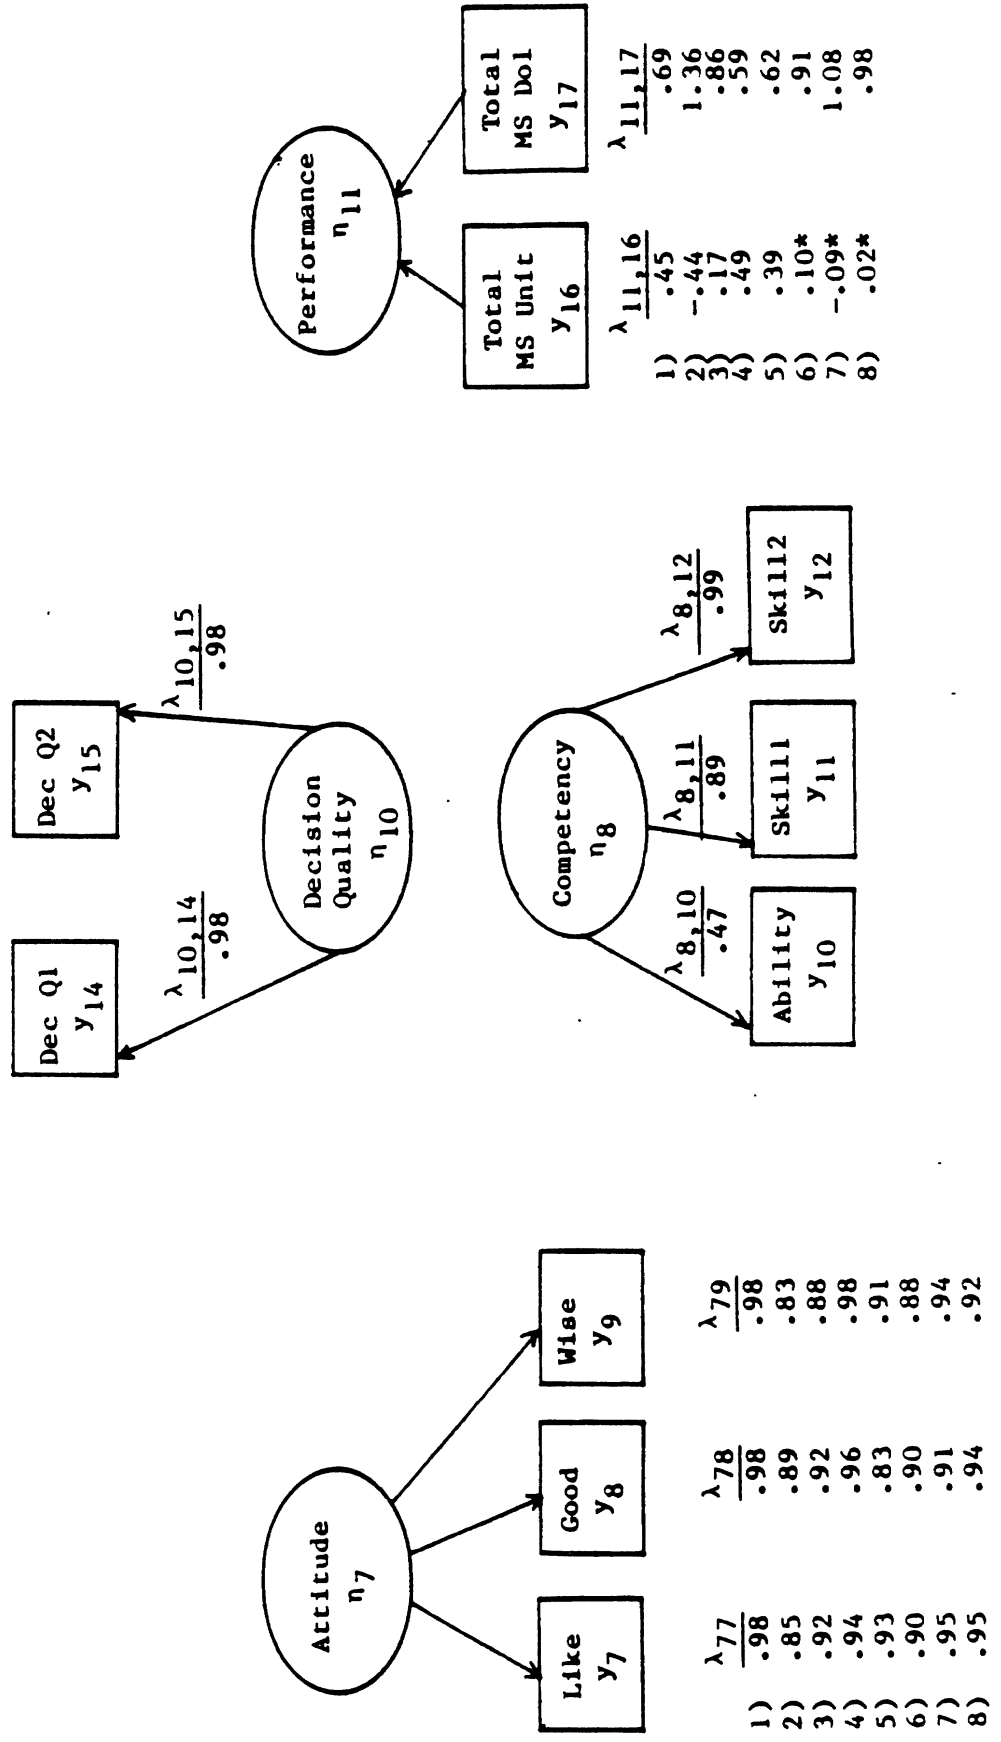 Dec Q1
y14
Dec Q2
y15
λ10,14
.98
λ10,15
.98
Attitude
η7
Decision
Quality
η10
Performance
η11
Like
y7
Good
y8
Wise
y9
Competency
η8
λ8,10
.47
λ8,11
.89
λ8,12
.99
Ability
y10
Skill1
y11
Skill2
y12
Total
MS Unit
y16
Total
MS Dol
y17
λ77 λ78 λ79
1) .98 .98 .98
2) .85 .89 .83
3) .92 .92 .88
4) .94 .96 .98
5) .93 .83 .91
6) .90 .90 .88
7) .95 .91 .94
8) .95 .94 .92
λ11,16 λ11,17
1) .45 .69
2) -.44 1.36
3) .17 .86
4) .49 .59
5) .39 .62
6) .10* .91
7) -.09* 1.08
8) .02* .98